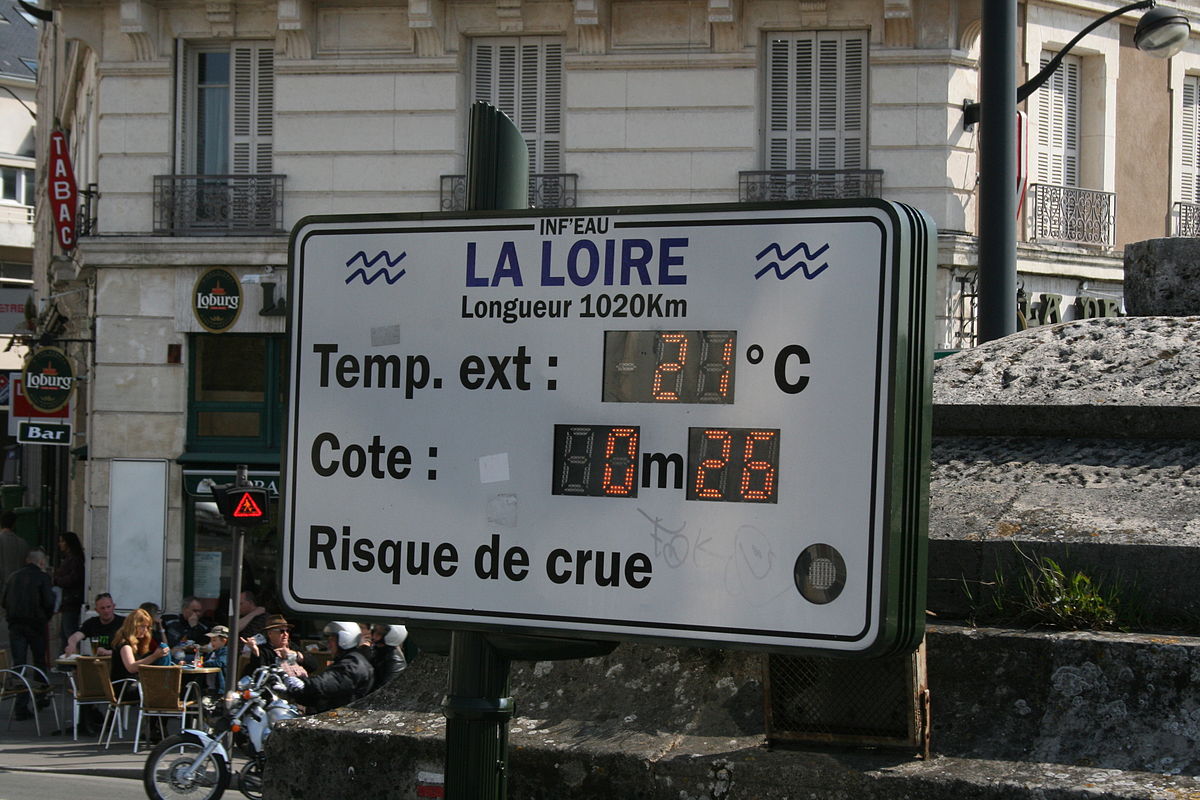 INF'EAU
LA LOIRE
Longueur 1020Km
Temp. ext : 21 °C
Cote : 0 m 26
Risque de crue
TABAC
Loburg
Loburg
Bar